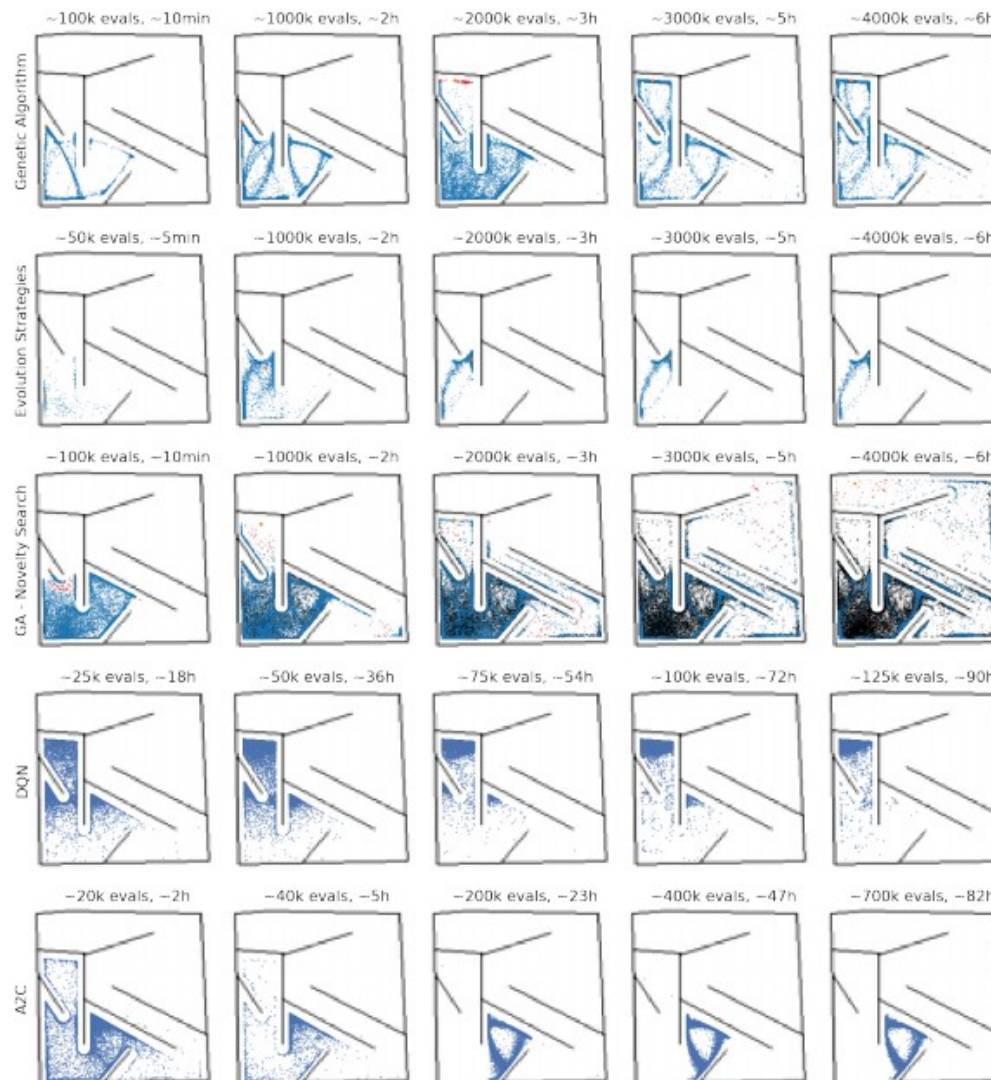 ~100k evals, ~10min ~1000k evals, ~2h ~2000k evals, ~3h ~3000k evals, ~5h ~4000k evals, ~6h
Genetic Algorithm
~50k evals, ~5min ~1000k evals, ~2h ~2000k evals, ~3h ~3000k evals, ~5h ~4000k evals, ~6h
Evolution Strategies
~100k evals, ~10min ~1000k evals, ~2h ~2000k evals, ~3h ~3000k evals, ~5h ~4000k evals, ~6h
GA - Novelty Search
~25k evals, ~18h ~50k evals, ~36h ~75k evals, ~54h ~100k evals, ~72h ~125k evals, ~90h
DQN
~20k evals, ~2h ~40k evals, ~5h ~200k evals, ~23h ~400k evals, ~47h ~700k evals, ~82h
A2C